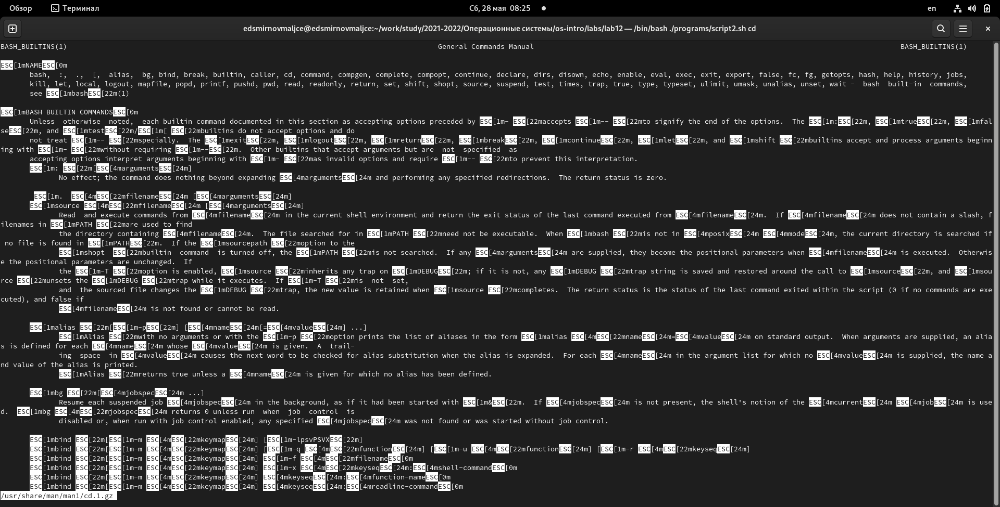 Обзор Терминал Сб, 28 мая 08:25 en
edsmirnovmaljce@edsmirnovmaljce:~/work/study/2021-2022/Операционные системы/os-intro/labs/lab12 — /bin/bash ./programs/script2.sh cd
BASH_BUILTINS(1) General Commands Manual BASH_BUILTINS(1)
ESC[1mNAMEESC[0m
bash, :, ., [, alias, bg, bind, break, builtin, caller, cd, command, compgen, complete, compopt, continue, declare, dirs, disown, echo, enable, eval, exec, exit, export, false, fc, fg, getopts, hash, help, history, jobs,
kill, let, local, logout, mapfile, popd, printf, pushd, pwd, read, readonly, return, set, shift, shopt, source, suspend, test, times, trap, true, type, typeset, ulimit, umask, unalias, unset, wait - bash built-in commands,
see ESC[1mbashESC[22m(1)
ESC[1mBASH BUILTIN COMMANDSESC[0m
Unless otherwise noted, each builtin command documented in this section as accepting options preceded by ESC[1m- ESC[22maccepts ESC[1m-- ESC[22mto signify the end of the options. The ESC[1m:ESC[22m, ESC[1mtrueESC[22m, ESC[1mfal
seESC[22m, and ESC[1mtestESC[22m/ESC[1m[ ESC[22mbuiltins do not accept options and do
not treat ESC[1m-- ESC[22mspecially. The ESC[1mexitESC[22m, ESC[1mlogoutESC[22m, ESC[1mreturnESC[22m, ESC[1mbreakESC[22m, ESC[1mcontinueESC[22m, ESC[1mletESC[22m, and ESC[1mshift ESC[22mbuiltins accept and process arguments beginn
ing with ESC[1m- ESC[22mwithout requiring ESC[1m--ESC[22m. Other builtins that accept arguments but are not specified as
accepting options interpret arguments beginning with ESC[1m- ESC[22mas invalid options and require ESC[1m-- ESC[22mto prevent this interpretation.
ESC[1m: ESC[22m[ESC[4margumentsESC[24m]
No effect; the command does nothing beyond expanding ESC[4margumentsESC[24m and performing any specified redirections. The return status is zero.
ESC[1m. ESC[4mESC[22mfilenameESC[24m [ESC[4margumentsESC[24m]
ESC[1msource ESC[4mESC[22mfilenameESC[24m [ESC[4margumentsESC[24m]
Read and execute commands from ESC[4mfilenameESC[24m in the current shell environment and return the exit status of the last command executed from ESC[4mfilenameESC[24m. If ESC[4mfilenameESC[24m does not contain a slash, f
ilenames in ESC[1mPATH ESC[22mare used to find
the directory containing ESC[4mfilenameESC[24m. The file searched for in ESC[1mPATH ESC[22mneed not be executable. When ESC[1mbash ESC[22mis not in ESC[4mposixESC[24m ESC[4mmodeESC[24m, the current directory is searched if
no file is found in ESC[1mPATHESC[22m. If the ESC[1msourcepath ESC[22moption to the
ESC[1mshopt ESC[22mbuiltin command is turned off, the ESC[1mPATH ESC[22mis not searched. If any ESC[4margumentsESC[24m are supplied, they become the positional parameters when ESC[4mfilenameESC[24m is executed. Otherwis
e the positional parameters are unchanged. If
the ESC[1m-T ESC[22moption is enabled, ESC[1msource ESC[22minherits any trap on ESC[1mDEBUGESC[22m; if it is not, any ESC[1mDEBUG ESC[22mtrap string is saved and restored around the call to ESC[1msourceESC[22m, and ESC[1msou
rce ESC[22munsets the ESC[1mDEBUG ESC[22mtrap while it executes. If ESC[1m-T ESC[22mis not set,
and the sourced file changes the ESC[1mDEBUG ESC[22mtrap, the new value is retained when ESC[1msource ESC[22mcompletes. The return status is the status of the last command exited within the script (0 if no commands are exe
cuted), and false if
ESC[4mfilenameESC[24m is not found or cannot be read.
ESC[1malias ESC[22m[ESC[1m-pESC[22m] [ESC[4mnameESC[24m[=ESC[4mvalueESC[24m] ...]
ESC[1mAlias ESC[22mwith no arguments or with the ESC[1m-p ESC[22moption prints the list of aliases in the form ESC[1malias ESC[4mESC[22mnameESC[24m=ESC[4mvalueESC[24m on standard output. When arguments are supplied, an alia
s is defined for each ESC[4mnameESC[24m whose ESC[4mvalueESC[24m is given. A trail-
ing space in ESC[4mvalueESC[24m causes the next word to be checked for alias substitution when the alias is expanded. For each ESC[4mnameESC[24m in the argument list for which no ESC[4mvalueESC[24m is supplied, the name a
nd value of the alias is printed.
ESC[1mAlias ESC[22mreturns true unless a ESC[4mnameESC[24m is given for which no alias has been defined.
ESC[1mbg ESC[22m[ESC[4mjobspecESC[24m ...]
Resume each suspended job ESC[4mjobspecESC[24m in the background, as if it had been started with ESC[1m&ESC[22m. If ESC[4mjobspecESC[24m is not present, the shell's notion of the ESC[4mcurrentESC[24m ESC[4mjobESC[24m is use
d. ESC[1mbg ESC[4mESC[22mjobspecESC[24m returns 0 unless run when job control is
disabled or, when run with job control enabled, any specified ESC[4mjobspecESC[24m was not found or was started without job control.
ESC[1mbind ESC[22m[ESC[1m-m ESC[4mESC[22mkeymapESC[24m] [ESC[1m-lpsvPSVXESC[22m]
ESC[1mbind ESC[22m[ESC[1m-m ESC[4mESC[22mkeymapESC[24m] [ESC[1m-q ESC[4mESC[22mfunctionESC[24m] [ESC[1m-u ESC[4mESC[22mfunctionESC[24m] [ESC[1m-r ESC[4mESC[22mkeyseqESC[24m]
ESC[1mbind ESC[22m[ESC[1m-m ESC[4mESC[22mkeymapESC[24m] ESC[1m-f ESC[4mESC[22mfilenameESC[0m
ESC[1mbind ESC[22m[ESC[1m-m ESC[4mESC[22mkeymapESC[24m] ESC[1m-x ESC[4mESC[22mkeyseqESC[24m:ESC[4mshell-commandESC[0m
ESC[1mbind ESC[22m[ESC[1m-m ESC[4mESC[22mkeymapESC[24m] ESC[4mkeyseqESC[24m:ESC[4mfunction-nameESC[0m
ESC[1mbind ESC[22m[ESC[1m-m ESC[4mESC[22mkeymapESC[24m] ESC[4mkeyseqESC[24m:ESC[4mreadline-commandESC[0m
/usr/share/man/man1/cd.1.gz